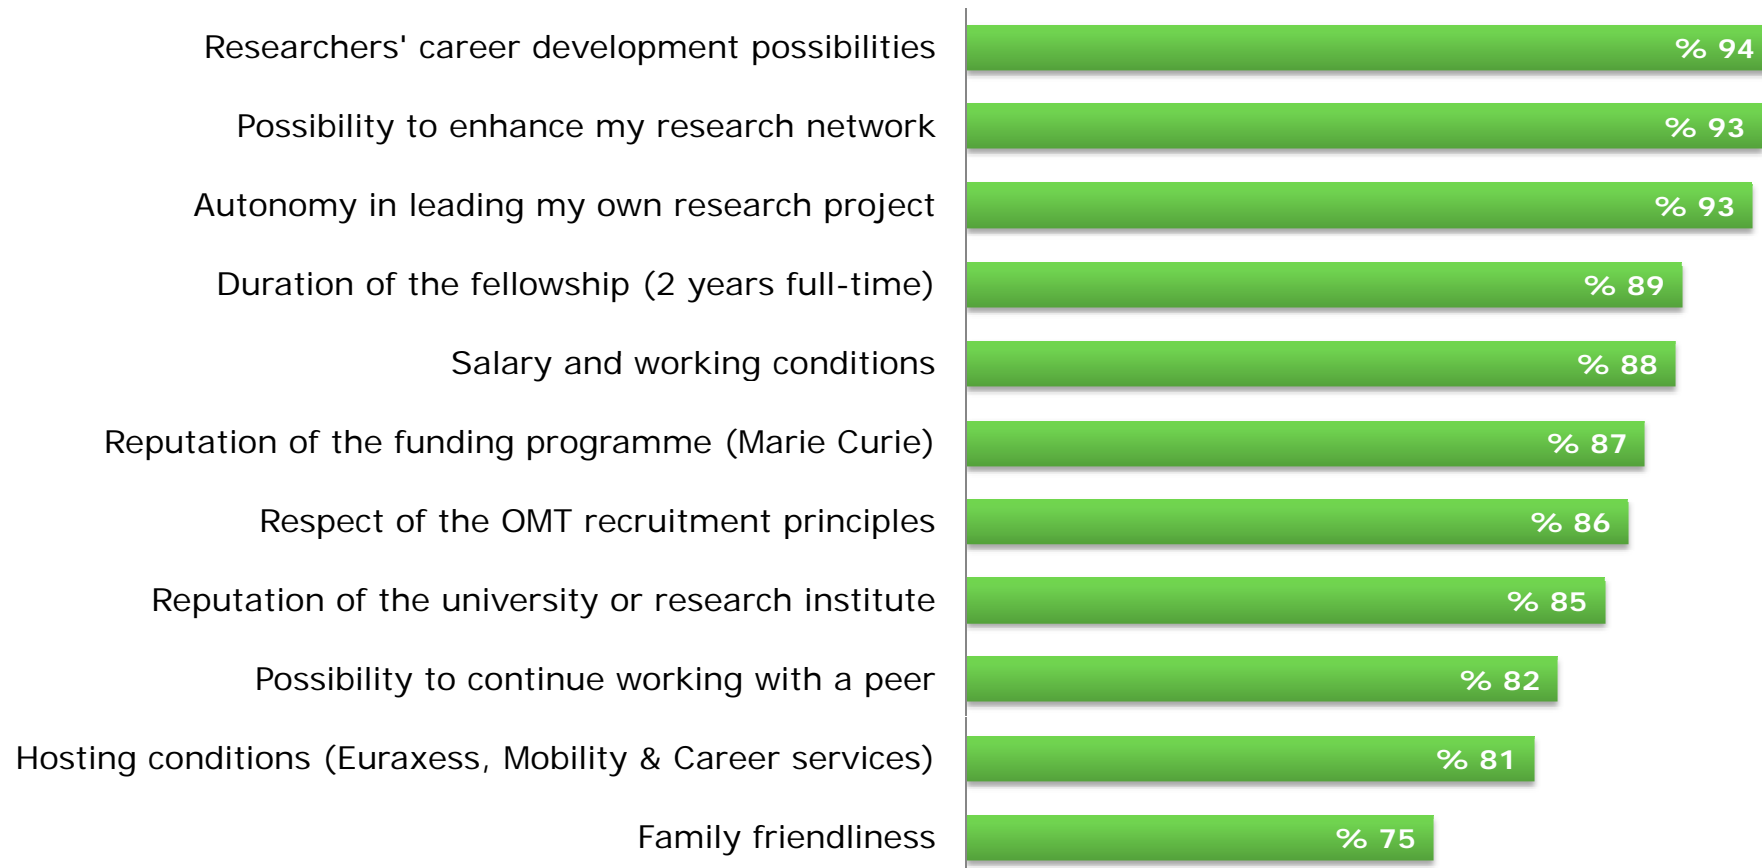 Researchers' career development possibilities % 94
Possibility to enhance my research network % 93
Autonomy in leading my own research project % 93
Duration of the fellowship (2 years full-time) % 89
Salary and working conditions % 88
Reputation of the funding programme (Marie Curie) % 87
Respect of the OMT recruitment principles % 86
Reputation of the university or research institute % 85
Possibility to continue working with a peer % 82
Hosting conditions (Euraxess, Mobility & Career services) % 81
Family friendliness % 75